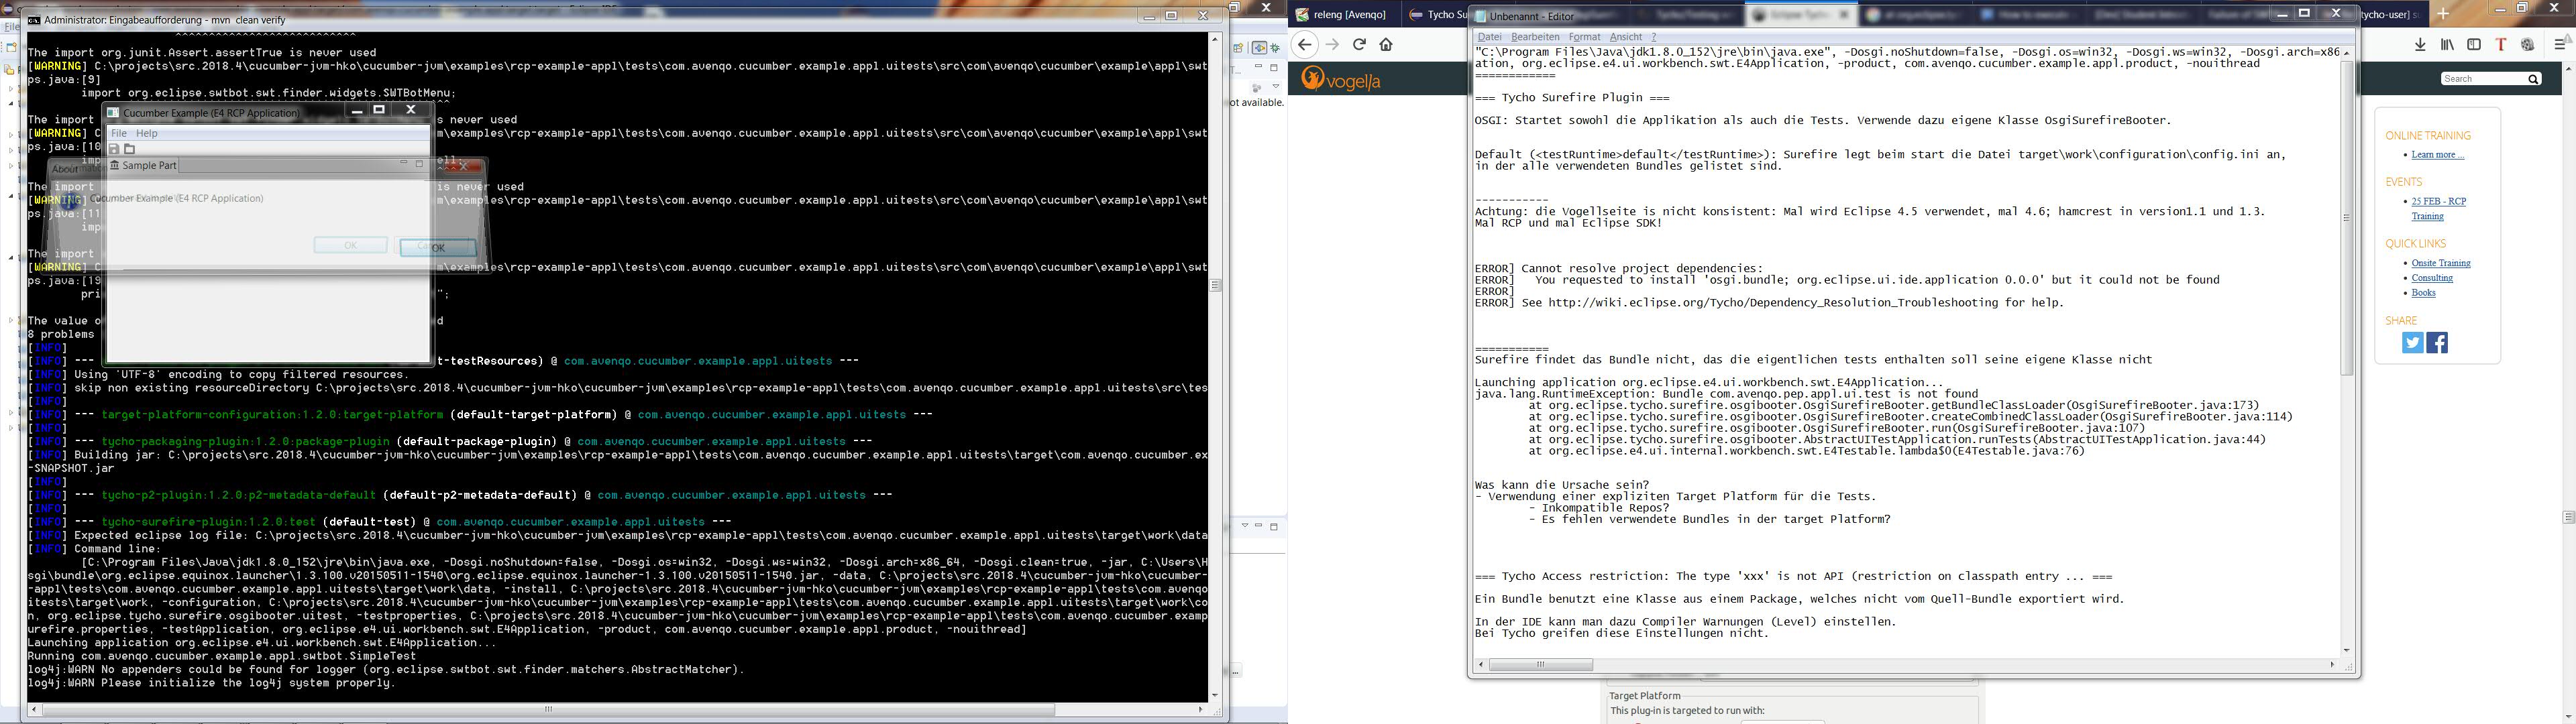 Administrator: Eingabeaufforderung - mvn clean verify
The import org.junit.Assert.assertTrue is never used
[WARNING] C:\projects\src.2018.4\cucumber-jvm-hko\cucumber-jvm\examples\rcp-example-appl\tests\com.avenqo.cucumber.example.appl.uitests\src\com\avenqo\cucumber\example\appl\swt
ps.java:[9]
import org.eclipse.swtbot.swt.finder.widgets.SWTBotMenu;
The import
s never used
[WARNING] C
m\examples\rcp-example-appl\tests\com.avenqo.cucumber.example.appl.uitests\src\com\avenqo\cucumber\example\appl\swt
ps.java:[10
The
is never used
[WARNING] C
m\examples\rcp-example-appl\tests\com.avenqo.cucumber.example.appl.uitests\src\com\avenqo\cucumber\example\appl\swt
ps.java:[11
The import
[WARNING] C
m\examples\rcp-example-appl\tests\com.avenqo.cucumber.example.appl.uitests\src\com\avenqo\cucumber\example\appl\swt
ps.java:[19
pri
";
The value o
d
8 problems
Cucumber Example (E4 RCP Application)
File Help
Sample Part
About
Cucumber Example (E4 RCP Application)
OK
OK
[INFO]
[INFO] --- t-testResources) @ com.avenqo.cucumber.example.appl.uitests ---
[INFO] Using 'UTF-8' encoding to copy filtered resources.
[INFO] skip non existing resourceDirectory C:\projects\src.2018.4\cucumber-jvm-hko\cucumber-jvm\examples\rcp-example-appl\tests\com.avenqo.cucumber.example.appl.uitests\src\tes
[INFO]
[INFO] --- target-platform-configuration:1.2.0:target-platform (default-target-platform) @ com.avenqo.cucumber.example.appl.uitests ---
[INFO]
[INFO] --- tycho-packaging-plugin:1.2.0:package-plugin (default-package-plugin) @ com.avenqo.cucumber.example.appl.uitests ---
[INFO] Building jar: C:\projects\src.2018.4\cucumber-jvm-hko\cucumber-jvm\examples\rcp-example-appl\tests\com.avenqo.cucumber.example.appl.uitests\target\com.avenqo.cucumber.ex
-SNAPSHOT.jar
[INFO]
[INFO] --- tycho-p2-plugin:1.2.0:p2-metadata-default (default-p2-metadata-default) @ com.avenqo.cucumber.example.appl.uitests ---
[INFO]
[INFO] --- tycho-surefire-plugin:1.2.0:test (default-test) @ com.avenqo.cucumber.example.appl.uitests ---
[INFO] Expected eclipse log file: C:\projects\src.2018.4\cucumber-jvm-hko\cucumber-jvm\examples\rcp-example-appl\tests\com.avenqo.cucumber.example.appl.uitests\target\work\data
[INFO] Command line:
[C:\Program Files\Java\jdk1.8.0_152\jre\bin\java.exe, -Dosgi.noShutdown=false, -Dosgi.os=win32, -Dosgi.ws=win32, -Dosgi.arch=x86_64, -Dosgi.clean=true, -jar, C:\Users\H
sgi\bundle\org.eclipse.equinox.launcher\1.3.100.v20150511-1540\org.eclipse.equinox.launcher-1.3.100.v20150511-1540.jar, -data, C:\projects\src.2018.4\cucumber-jvm-hko\cucumber-
-appl\tests\com.avenqo.cucumber.example.appl.uitests\target\work\data, -install, C:\projects\src.2018.4\cucumber-jvm-hko\cucumber-jvm\examples\rcp-example-appl\tests\com.avenqo
itests\target\work, -configuration, C:\projects\src.2018.4\cucumber-jvm-hko\cucumber-jvm\examples\rcp-example-appl\tests\com.avenqo.cucumber.example.appl.uitests\target\work\co
n, org.eclipse.tycho.surefire.osgibooter.uitest, -testproperties, C:\projects\src.2018.4\cucumber-jvm-hko\cucumber-jvm\examples\rcp-example-appl\tests\com.avenqo.cucumber.examp
urefire.properties, -testApplication, org.eclipse.e4.ui.workbench.swt.E4Application, -product, com.avenqo.cucumber.example.appl.product, -nouithread]
Launching application org.eclipse.e4.ui.workbench.swt.E4Application...
Running com.avenqo.cucumber.example.appl.swtbot.SimpleTest
log4j:WARN No appenders could be found for logger (org.eclipse.swtbot.swt.finder.matchers.AbstractMatcher).
log4j:WARN Please initialize the log4j system properly.
ot available.
releng [Avenqo]
Tycho Su
tycho-user] s
vogella
Unbenannt - Editor
Datei Bearbeiten Format Ansicht ?
"C:\Program Files\Java\jdk1.8.0_152\jre\bin\java.exe", -Dosgi.noShutdown=false, -Dosgi.os=win32, -Dosgi.ws=win32, -Dosgi.arch=x86
ation, org.eclipse.e4.ui.workbench.swt.E4Application, -product, com.avenqo.cucumber.example.appl.product, -nouithread
============
=== Tycho Surefire Plugin ===
OSGI: Startet sowohl die Applikation als auch die Tests. Verwende dazu eigene Klasse OsgiSurefireBooter.
Default (<testRuntime>default</testRuntime>): Surefire legt beim start die Datei target\work\configuration\config.ini an,
in der alle verwendeten Bundles gelistet sind.
-----------
Achtung: die Vogellseite is nicht konsistent: Mal wird Eclipse 4.5 verwendet, mal 4.6; hamcrest in version1.1 und 1.3.
Mal RCP und mal Eclipse SDK!
ERROR] Cannot resolve project dependencies:
ERROR]   You requested to install 'osgi.bundle; org.eclipse.ui.ide.application 0.0.0' but it could not be found
ERROR]
ERROR] See http://wiki.eclipse.org/Tycho/Dependency_Resolution_Troubleshooting for help.
===========
Surefire findet das Bundle nicht, das die eigentlichen tests enthalten soll seine eigene Klasse nicht
Launching application org.eclipse.e4.ui.workbench.swt.E4Application...
java.lang.RuntimeException: Bundle com.avenqo.pep.appl.ui.test is not found
at org.eclipse.tycho.surefire.osgibooter.OsgiSurefireBooter.getBundleClassLoader(OsgiSurefireBooter.java:173)
at org.eclipse.tycho.surefire.osgibooter.OsgiSurefireBooter.createCombinedClassLoader(OsgiSurefireBooter.java:114)
at org.eclipse.tycho.surefire.osgibooter.OsgiSurefireBooter.run(OsgiSurefireBooter.java:107)
at org.eclipse.tycho.surefire.osgibooter.AbstractUITestApplication.runTests(AbstractUITestApplication.java:44)
at org.eclipse.e4.ui.internal.workbench.swt.E4Testable.lambda$0(E4Testable.java:76)
Was kann die Ursache sein?
- Verwendung einer expliziten Target Platform für die Tests.
- Inkompatible Repos?
- Es fehlen verwendete Bundles in der target Platform?
=== Tycho Access restriction: The type 'xxx' is not API (restriction on classpath entry ... ===
Ein Bundle benutzt eine Klasse aus einem Package, welches nicht vom Quell-Bundle exportiert wird.
In der IDE kann man dazu Compiler Warnungen (Level) einstellen.
Bei Tycho greifen diese Einstellungen nicht.
Target Platform
This plug-in is targeted to run with:
Search
ONLINE TRAINING
Learn more ...
EVENTS
25 FEB - RCP
Training
QUICK LINKS
Onsite Training
Consulting
Books
SHARE